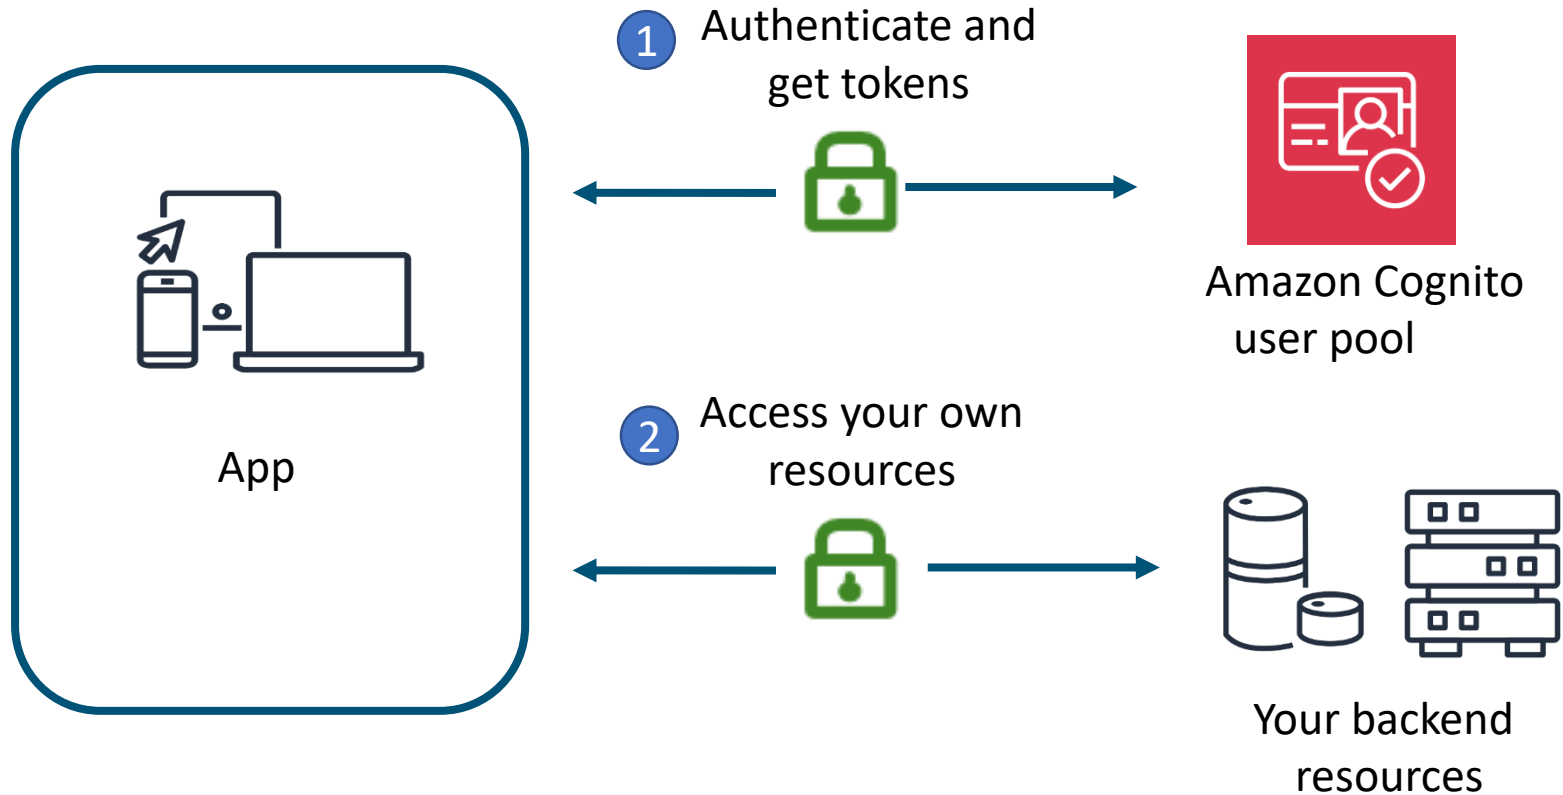 1
Authenticate and
get tokens
Amazon Cognito
user pool
App
2
Access your own
resources
Your backend
resources